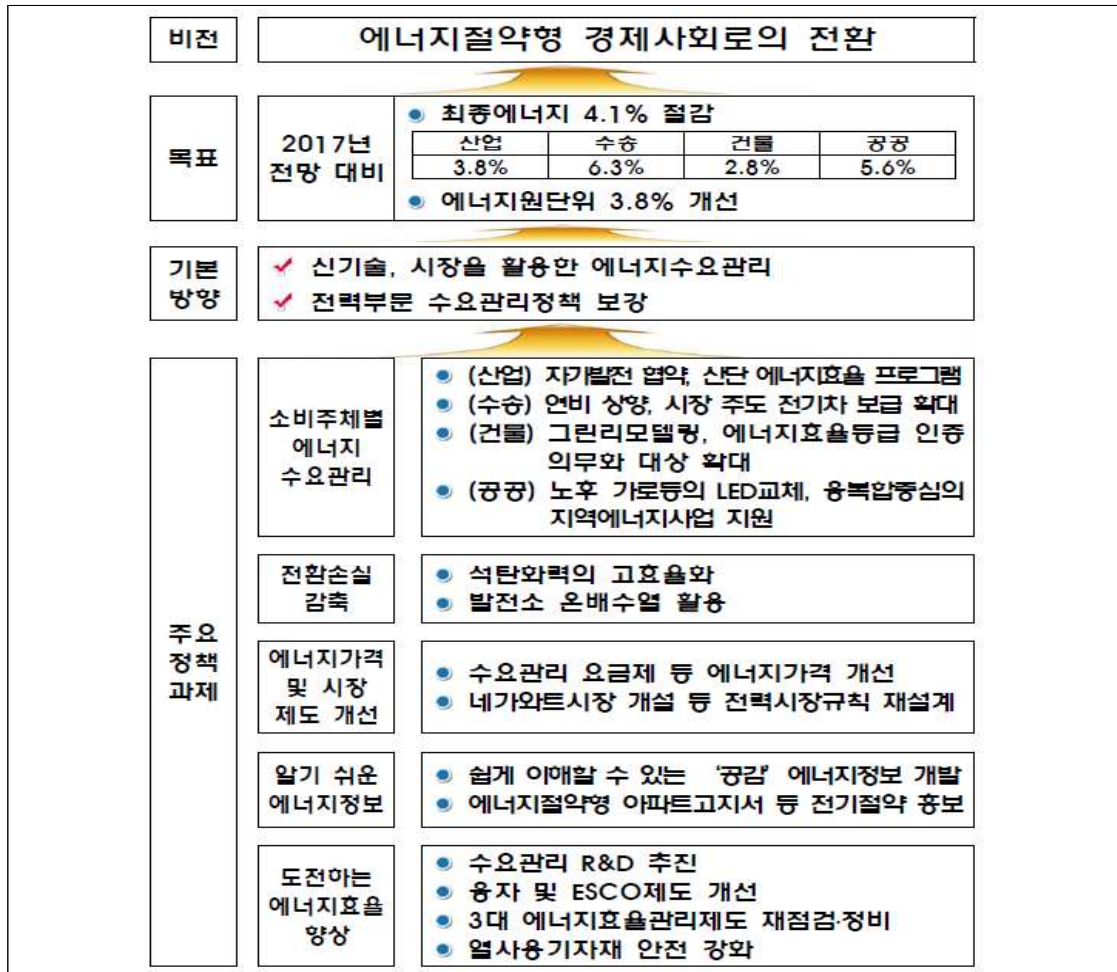 비전
에너지절약형 경제사회로의 전환
목표
2017년
전망 대비
최종에너지 4.1% 절감
산업 수송 건물 공공
3.8% 6.3% 2.8% 5.6%
에너지원단위 3.8% 개선
기본
방향
신기술, 시장을 활용한 에너지수요관리
전력부문 수요관리정책 보강
주요
정책
과제
소비주체별
에너지
수요관리
(산업) 자가발전 협약, 산단 에너지효율 프로그램
(수송) 연비 상향, 시장 주도 전기차 보급 확대
(건물) 그린리모델링, 에너지효율등급 인증
의무화 대상 확대
(공공) 노후 가로등의 LED교체, 융복합중심의
지역에너지사업 지원
전환손실
감축
석탄화력의 고효율화
발전소 온배수열 활용
에너지가격
및 시장
제도 개선
수요관리 요금제 등 에너지가격 개선
네가와트시장 개설 등 전력시장규칙 재설계
알기 쉬운
에너지정보
쉽게 이해할 수 있는 ‘공감’ 에너지정보 개발
에너지절약형 아파트고지서 등 전기절약 홍보
도전하는
에너지효율
향상
수요관리 R&D 추진
융자 및 ESCO제도 개선
3대 에너지효율관리제도 재점검·정비
열사용기자재 안전 강화